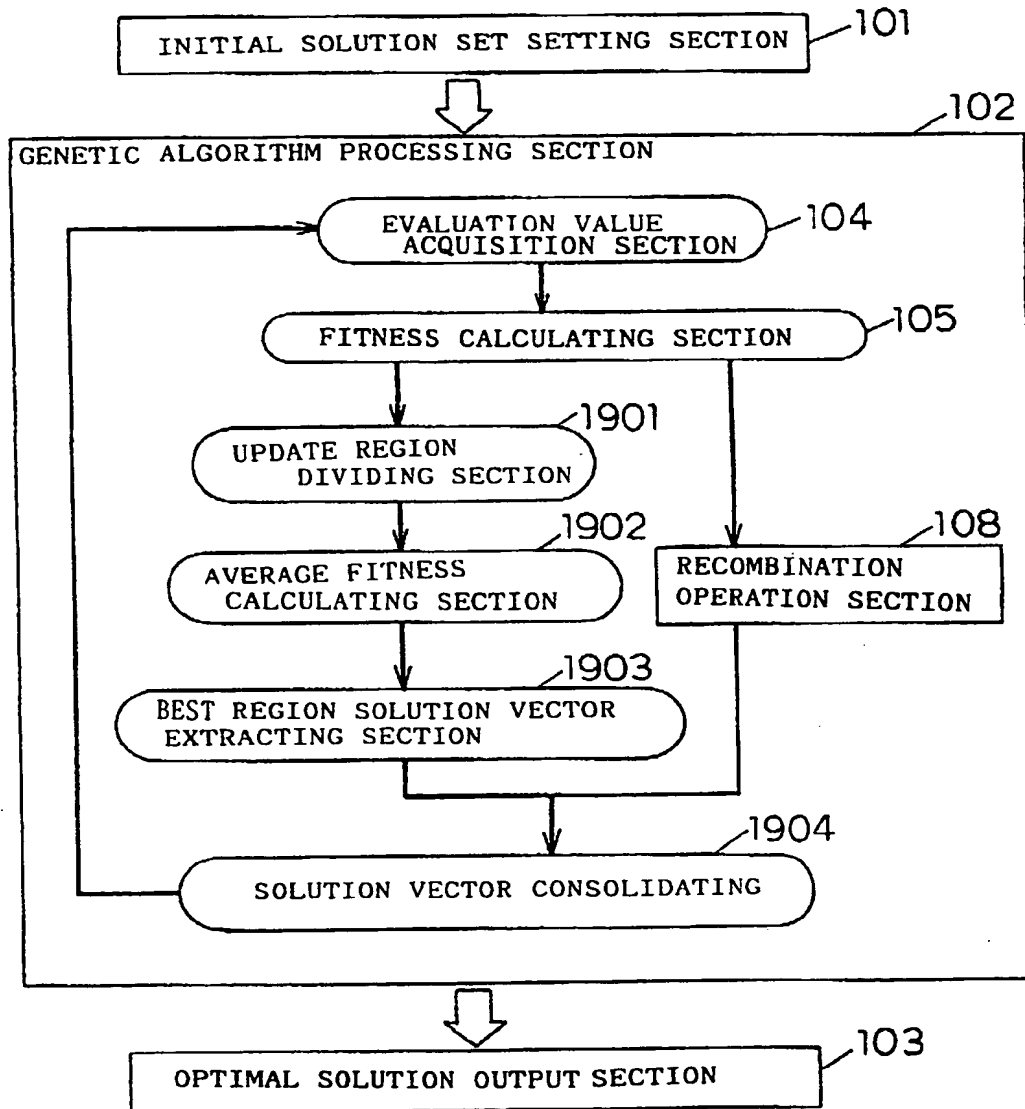 INITIAL SOLUTION SET SETTING SECTION
101
102
GENETIC ALGORITHM PROCESSING SECTION
EVALUATION VALUE
ACQUISITION SECTION
104
FITNESS CALCULATING SECTION
105
1901
UPDATE REGION
DIVIDING SECTION
1902
AVERAGE FITNESS
CALCULATING SECTION
108
RECOMBINATION
OPERATION SECTION
1903
BEST REGION SOLUTION VECTOR
EXTRACTING SECTION
1904
SOLUTION VECTOR CONSOLIDATING
103
OPTIMAL SOLUTION OUTPUT SECTION